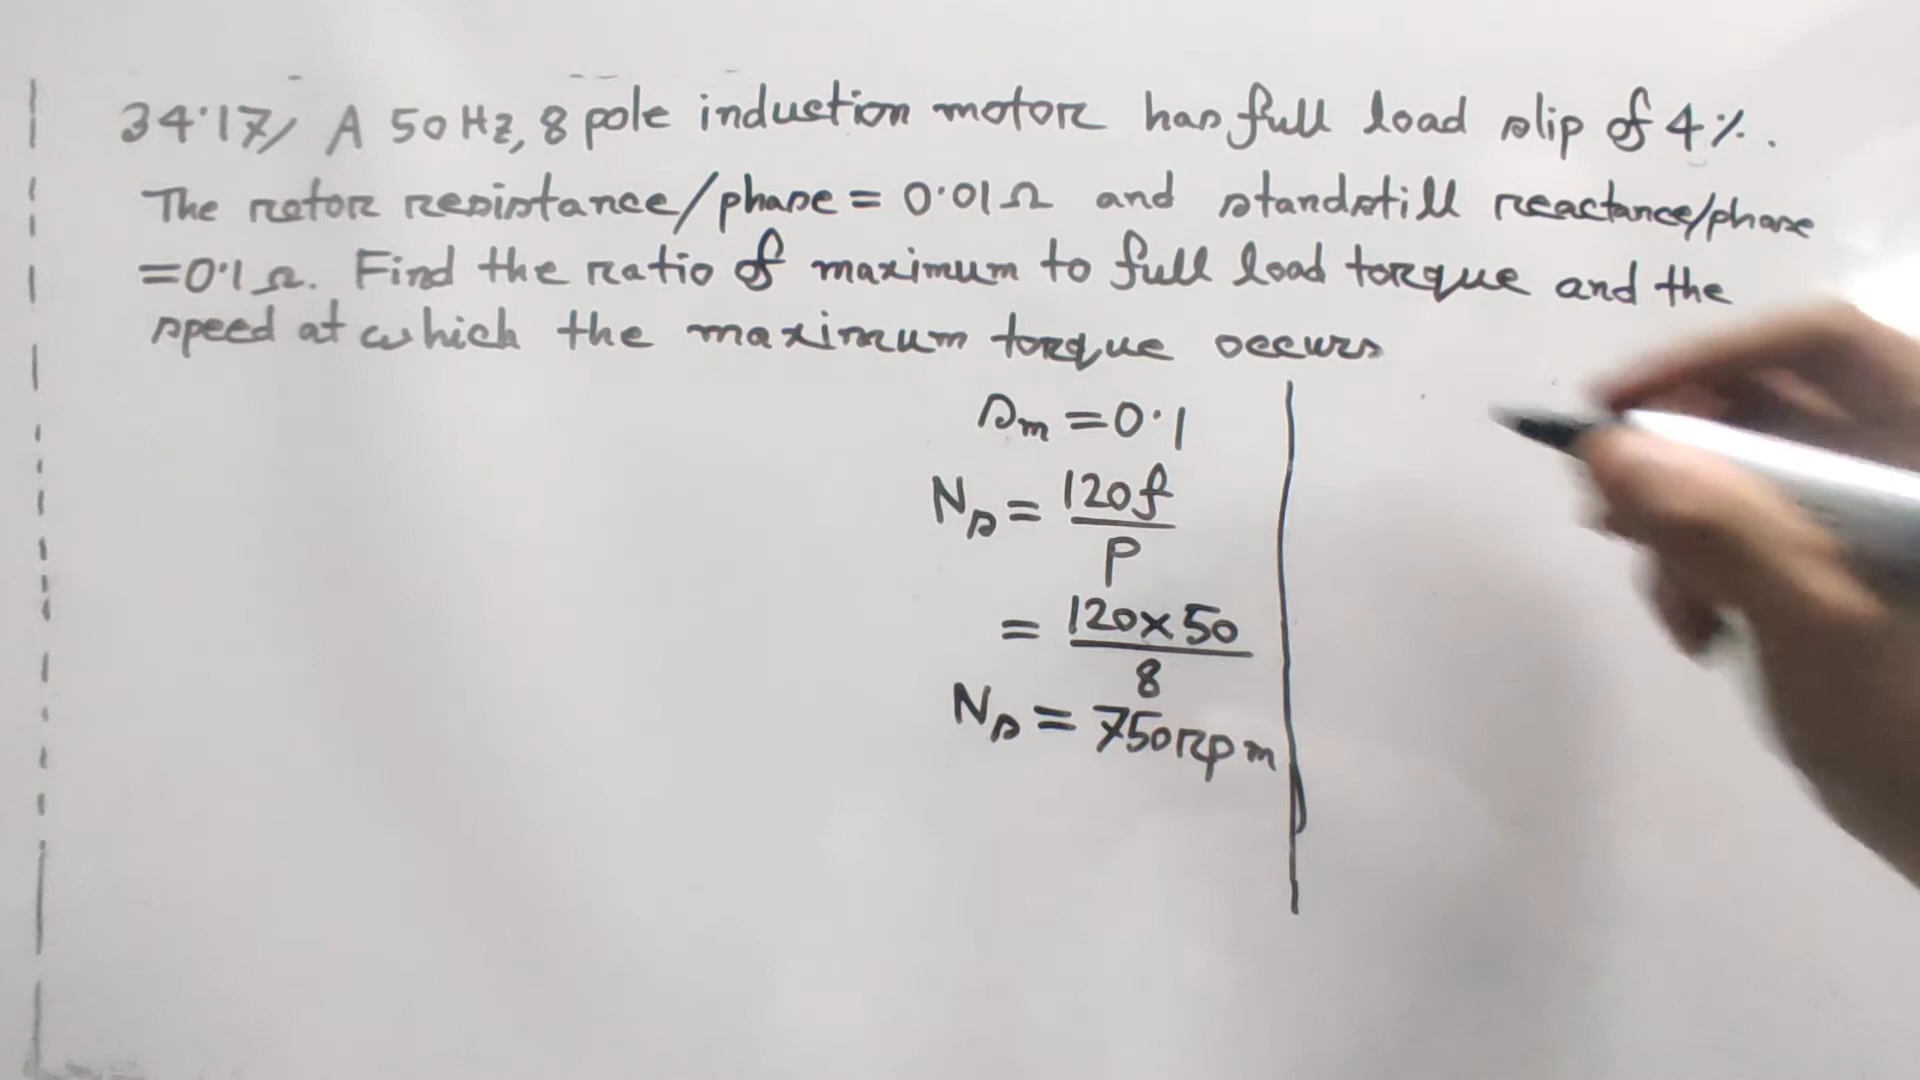 34.17/ A 50 Hz, 8 pole induction motor has full load slip of 4%.
The rotor resistance/phase = 0.01Ω and standstill reactance/phase
=0.1Ω. Find the ratio of maximum to full load torque and the
speed at which the maximum torque occurs
sm = 0.1
Ns = 120f
P
= 120×50
8
Ns = 750rpm